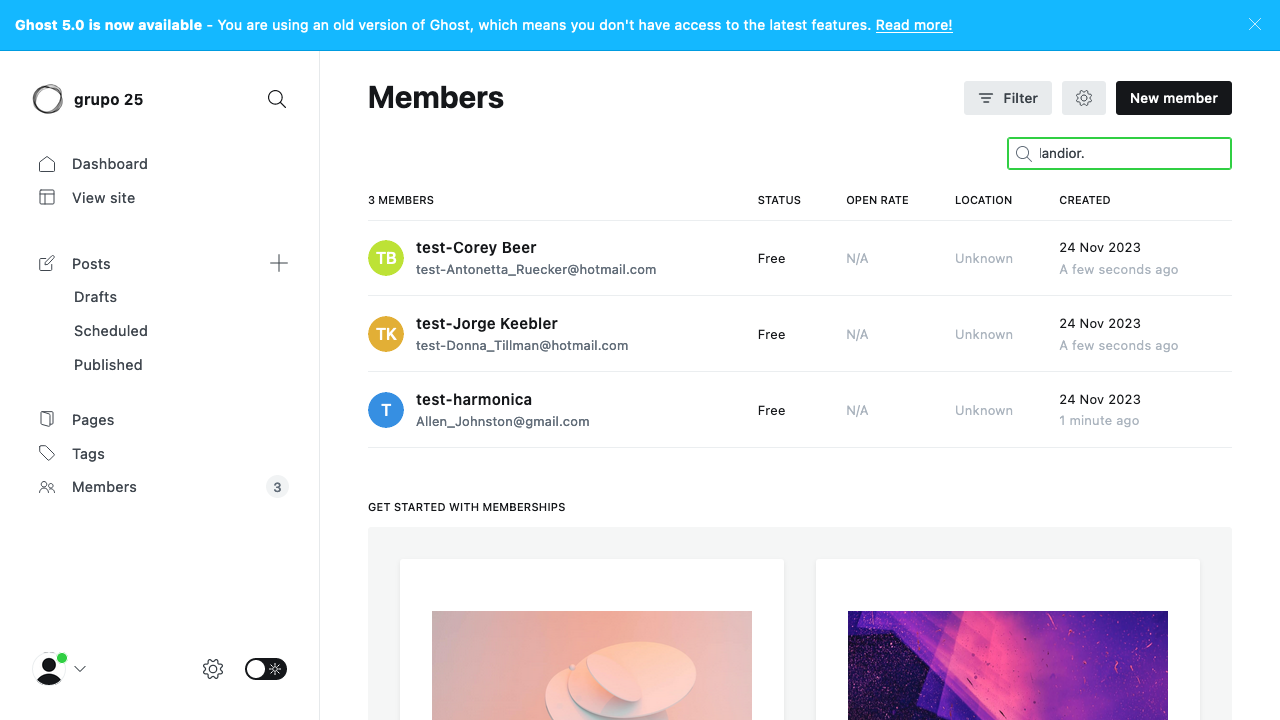 Ghost 5.0 is now available - You are using an old version of Ghost, which means you don't have access to the latest features. Read more!
grupo 25
Dashboard
View site
Posts
Drafts
Scheduled
Published
Pages
Tags
Members 3
Members
Filter
New member
landior.
3 MEMBERS STATUS OPEN RATE LOCATION CREATED
TB test-Corey Beer Free N/A Unknown 24 Nov 2023
test-Antonetta_Ruecker@hotmail.com A few seconds ago
TK test-Jorge Keebler Free N/A Unknown 24 Nov 2023
test-Donna_Tillman@hotmail.com A few seconds ago
T test-harmonica Free N/A Unknown 24 Nov 2023
Allen_Johnston@gmail.com 1 minute ago
GET STARTED WITH MEMBERSHIPS